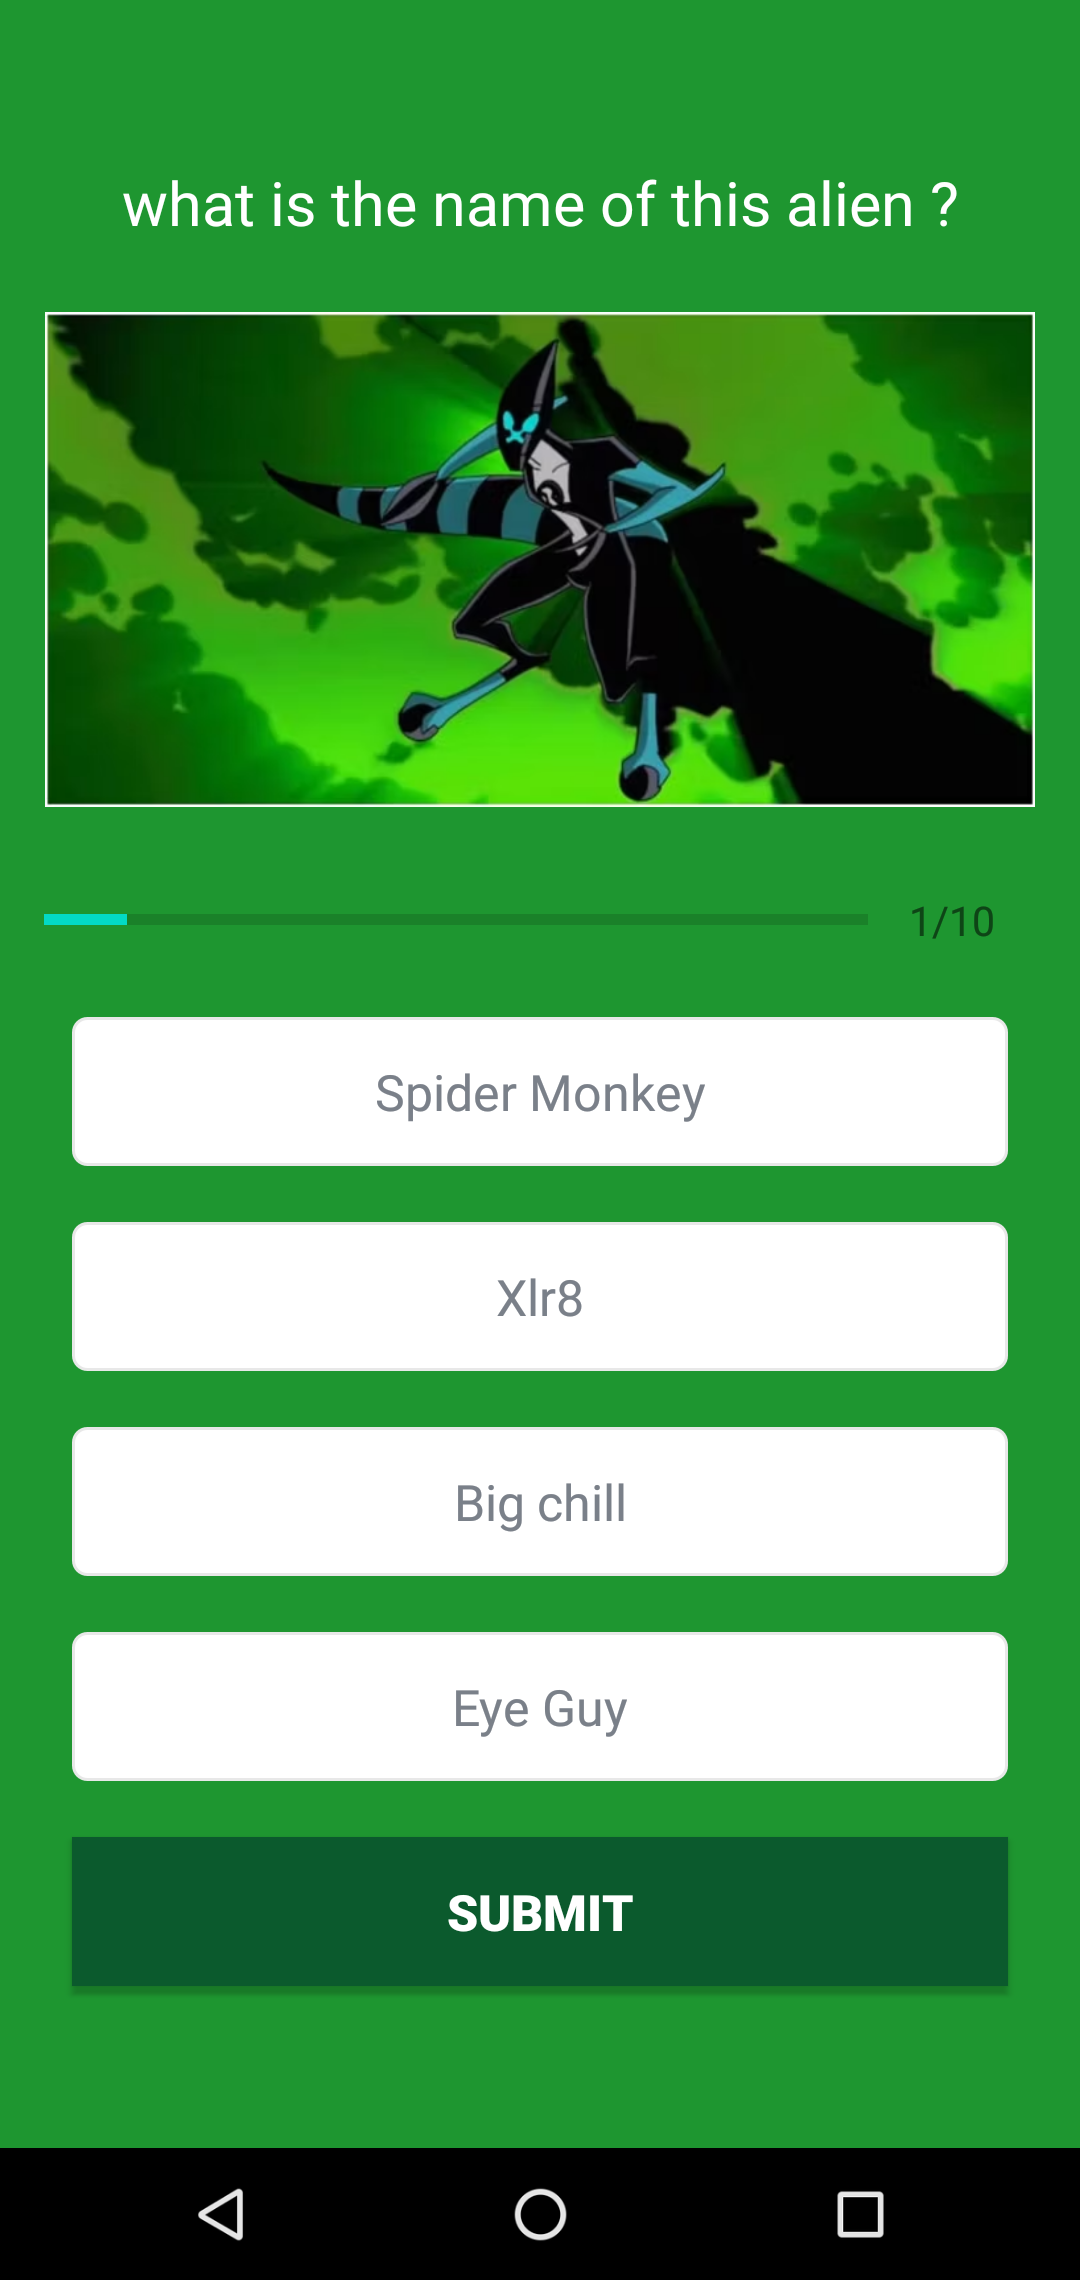 what is the name of this alien ?
1/10
Spider Monkey
Xlr8
Big chill
Eye Guy
SUBMIT